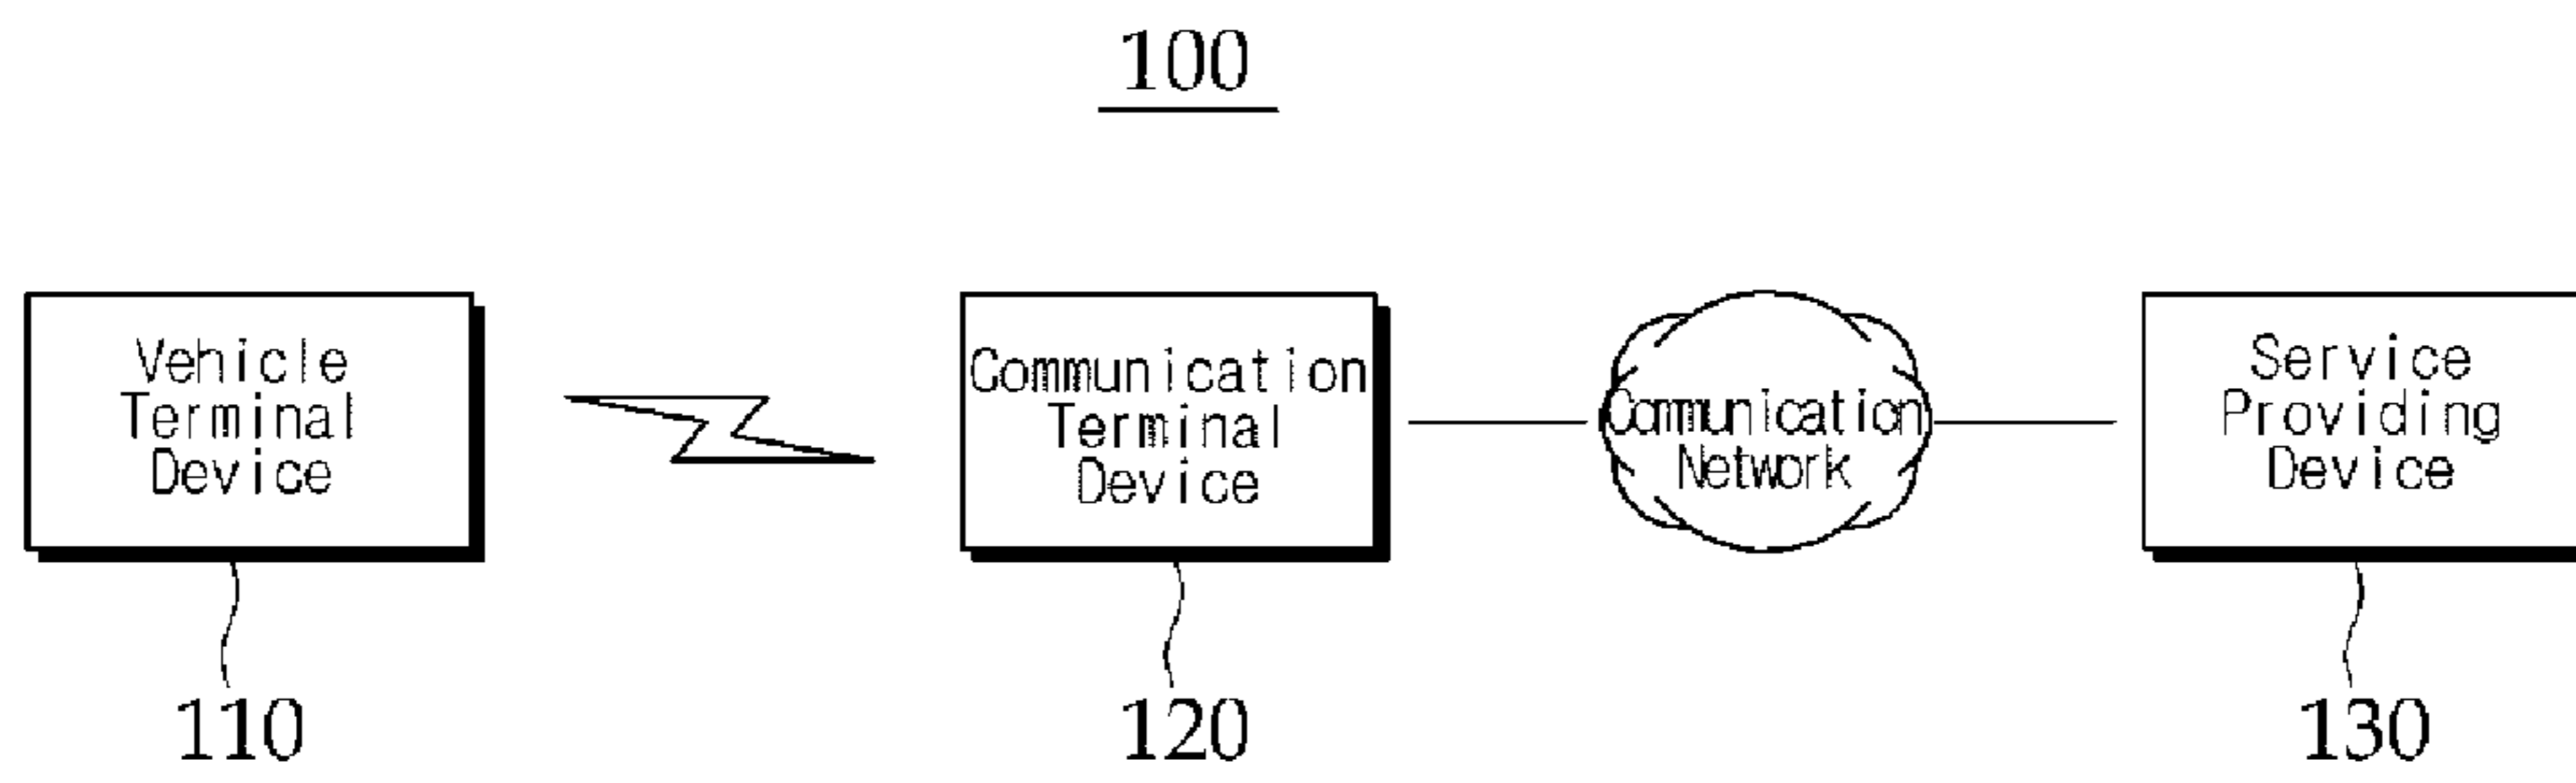 100
Vehicle
Terminal
Device
Communication
Terminal
Device
Communication
Network
Service
Providing
Device
110
120
130